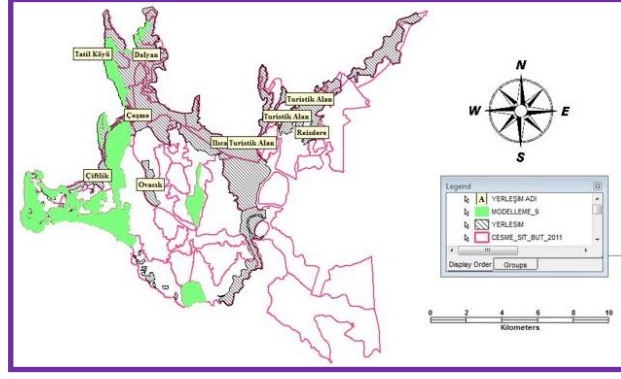 Tatil Köyü
Dalyan
Turistik Alan
Çeşme
Turistik Alan
Reisdere
Ilıca
Turistik Alan
Çiftlik
Ovacık
N
W
E
S
Legend
A YERLEŞİM ADI
MODELLEME_9
YERLESIM
CESME_SIT_BUT_2011
Display Order
Groups
0 2 4 6 8 10
Kilometers